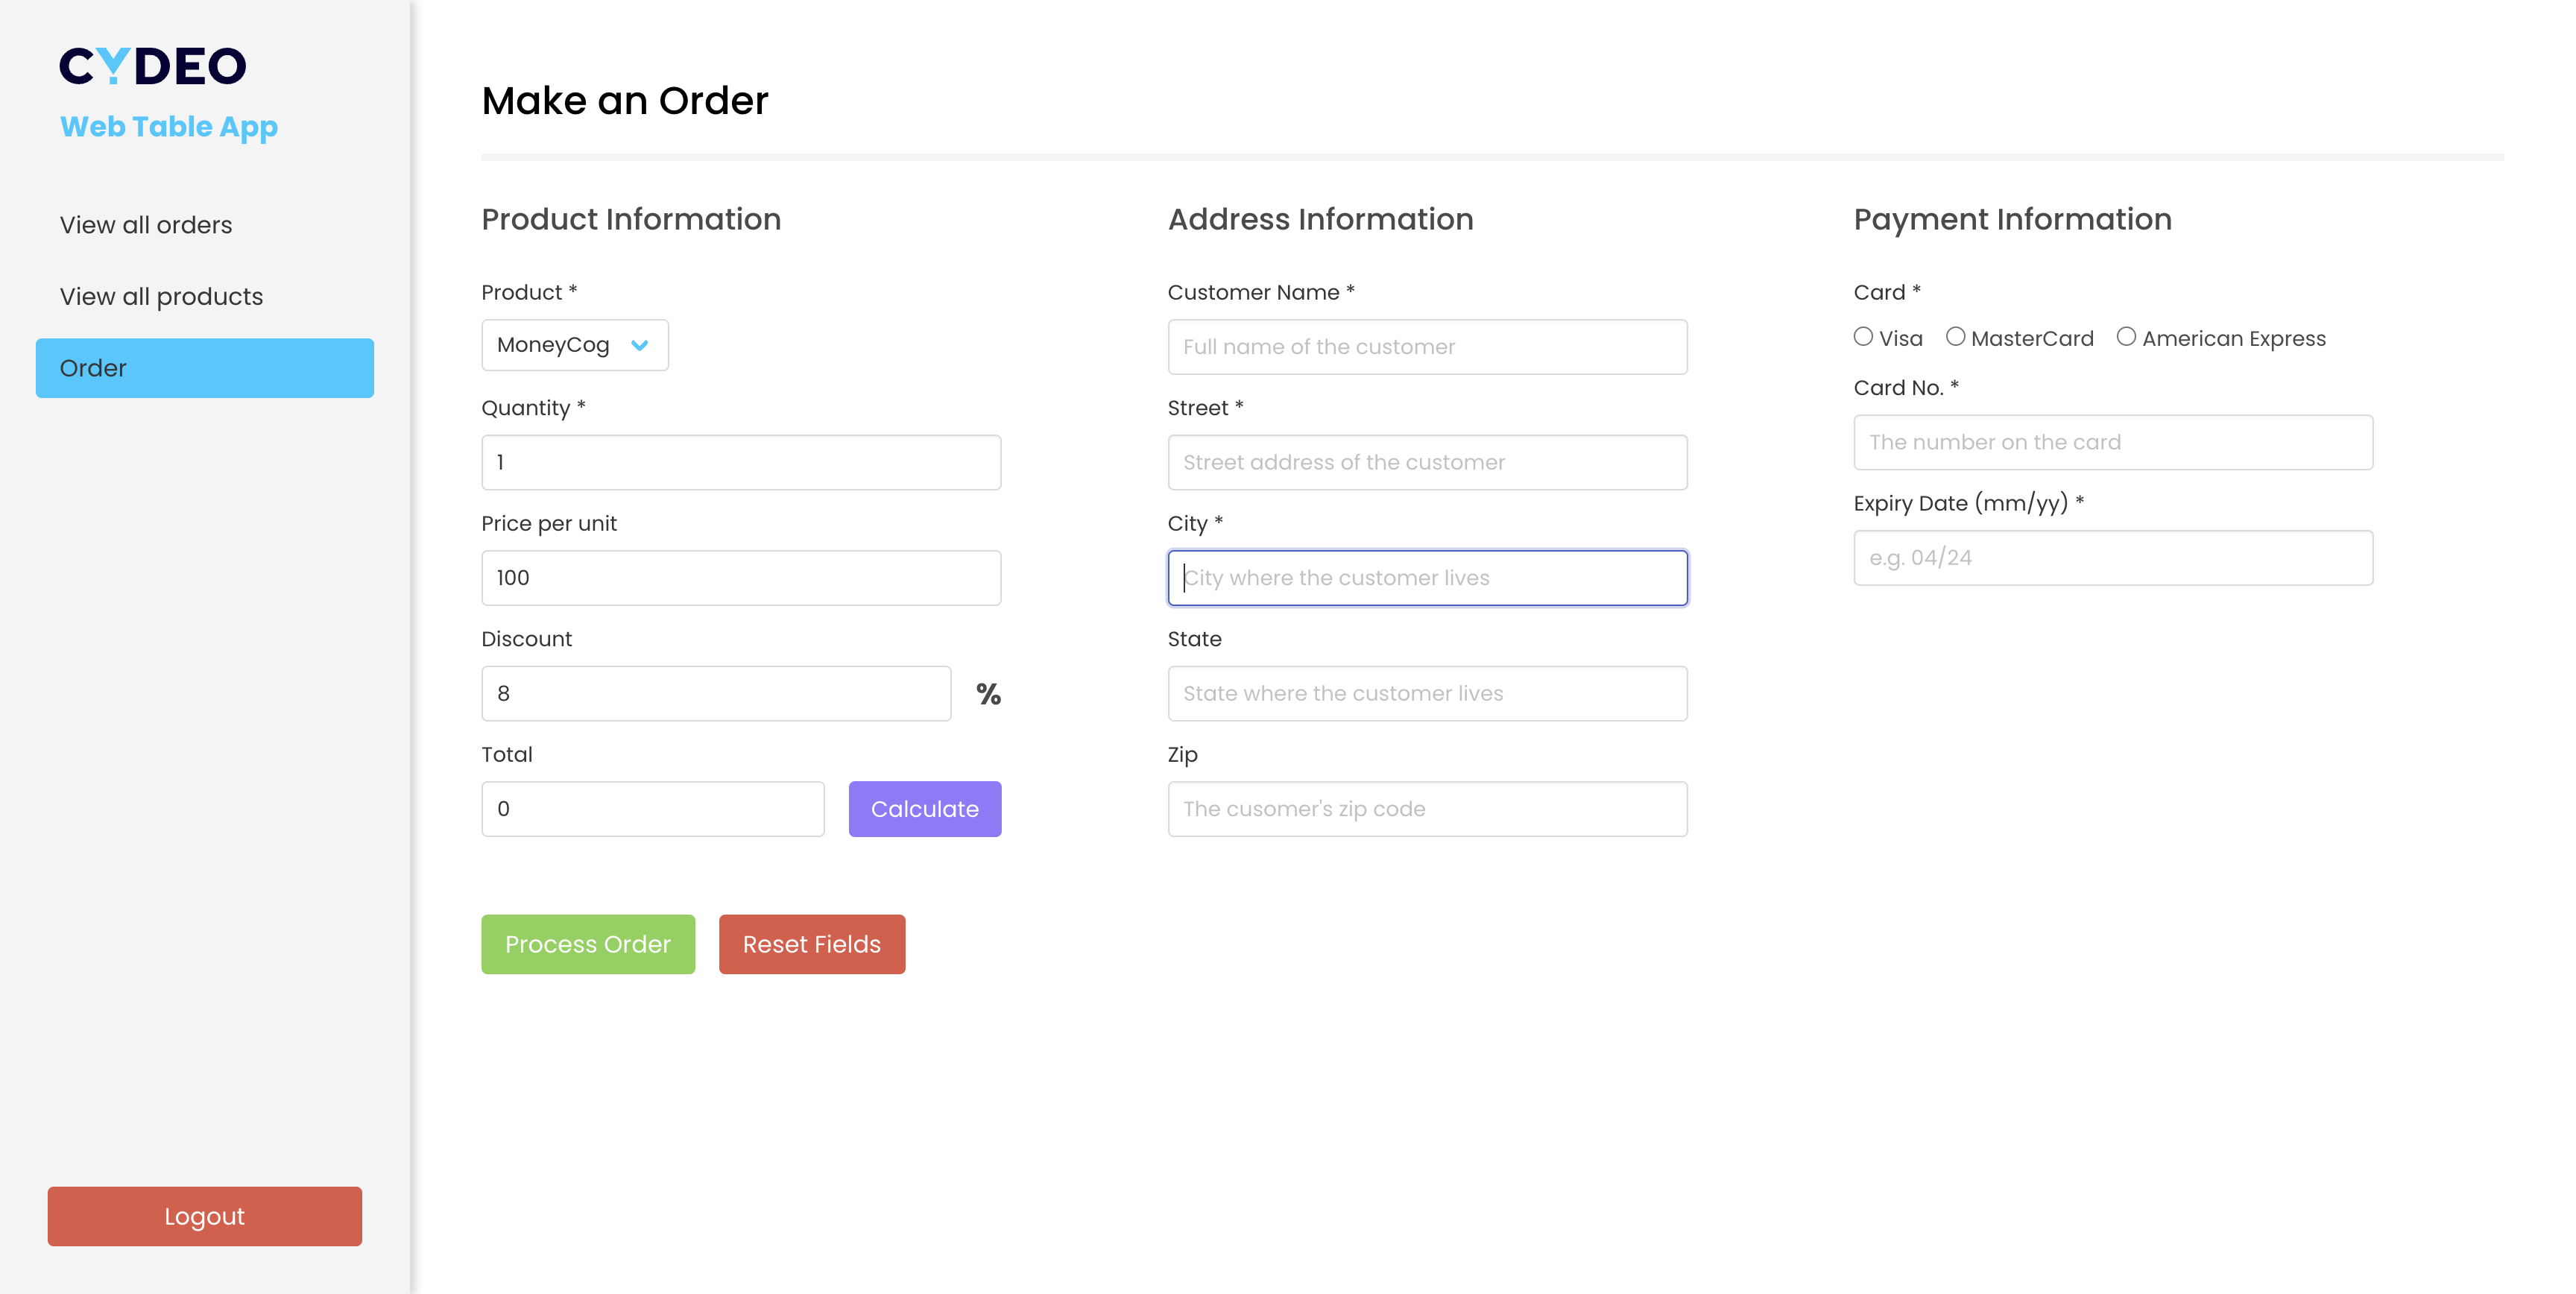 CYDEO
Web Table App
View all orders
View all products
Order
Logout
Make an Order
Product Information
Product *
MoneyCog
Quantity *
1
Price per unit
100
Discount
8
%
Total
0
Calculate
Process Order
Reset Fields
Address Information
Customer Name *
Full name of the customer
Street *
Street address of the customer
City *
City where the customer lives
State
State where the customer lives
Zip
The cusomer's zip code
Payment Information
Card *
Visa MasterCard American Express
Card No. *
The number on the card
Expiry Date (mm/yy) *
e.g. 04/24